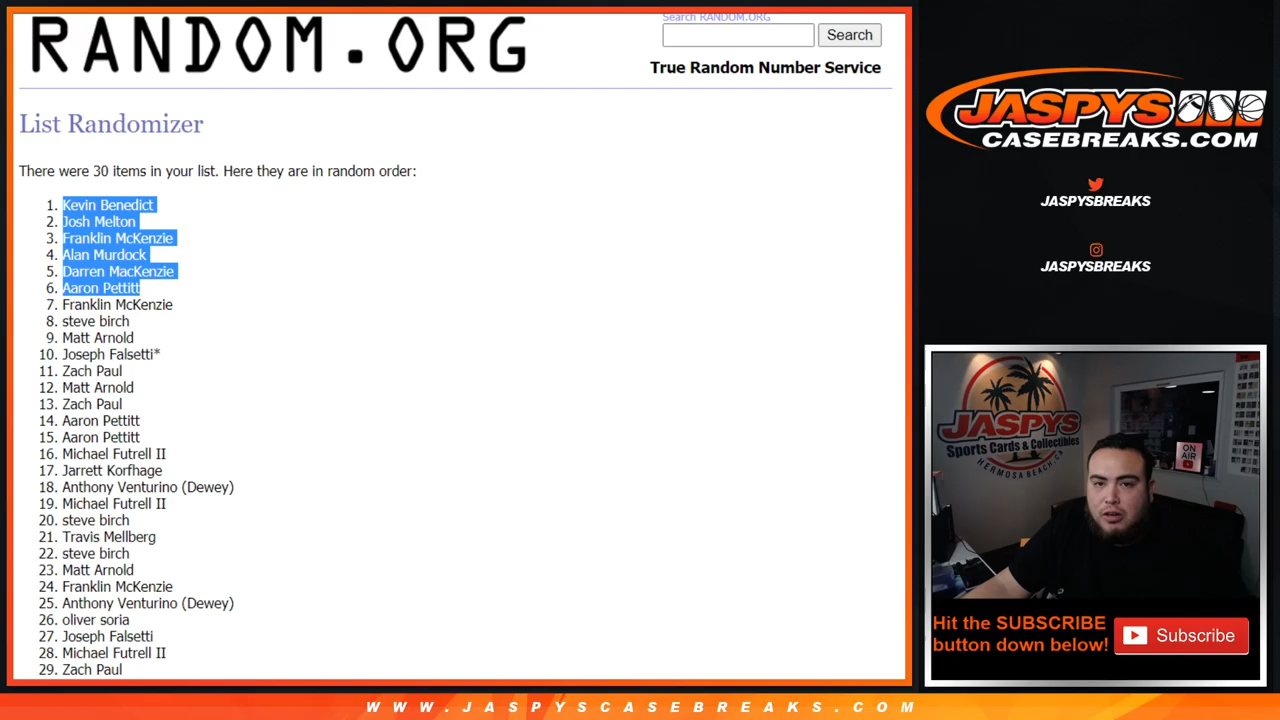 RANDOM.ORG
Search RANDOM.ORG
Search
True Random Number Service
List Randomizer
There were 30 items in your list. Here they are in random order:
1. Kevin Benedict
2. Josh Melton
3. Franklin McKenzie
4. Alan Murdock
5. Darren MacKenzie
6. Aaron Pettitt
7. Franklin McKenzie
8. steve birch
9. Matt Arnold
10. Joseph Falsetti*
11. Zach Paul
12. Matt Arnold
13. Zach Paul
14. Aaron Pettitt
15. Aaron Pettitt
16. Michael Futrell II
17. Jarrett Korfhage
18. Anthony Venturino (Dewey)
19. Michael Futrell II
20. steve birch
21. Travis Mellberg
22. steve birch
23. Matt Arnold
24. Franklin McKenzie
25. Anthony Venturino (Dewey)
26. oliver soria
27. Joseph Falsetti
28. Michael Futrell II
29. Zach Paul
JASPYS
CASEBREAKS.COM
JASPYSBREAKS
JASPYSBREAKS
JASPYS
Sports Cards & Collectibles
HERMOSA BEACH, CA
ON
AIR
Hit the SUBSCRIBE
button down below!
Subscribe
WWW.JASPYSCASEBREAKS.COM